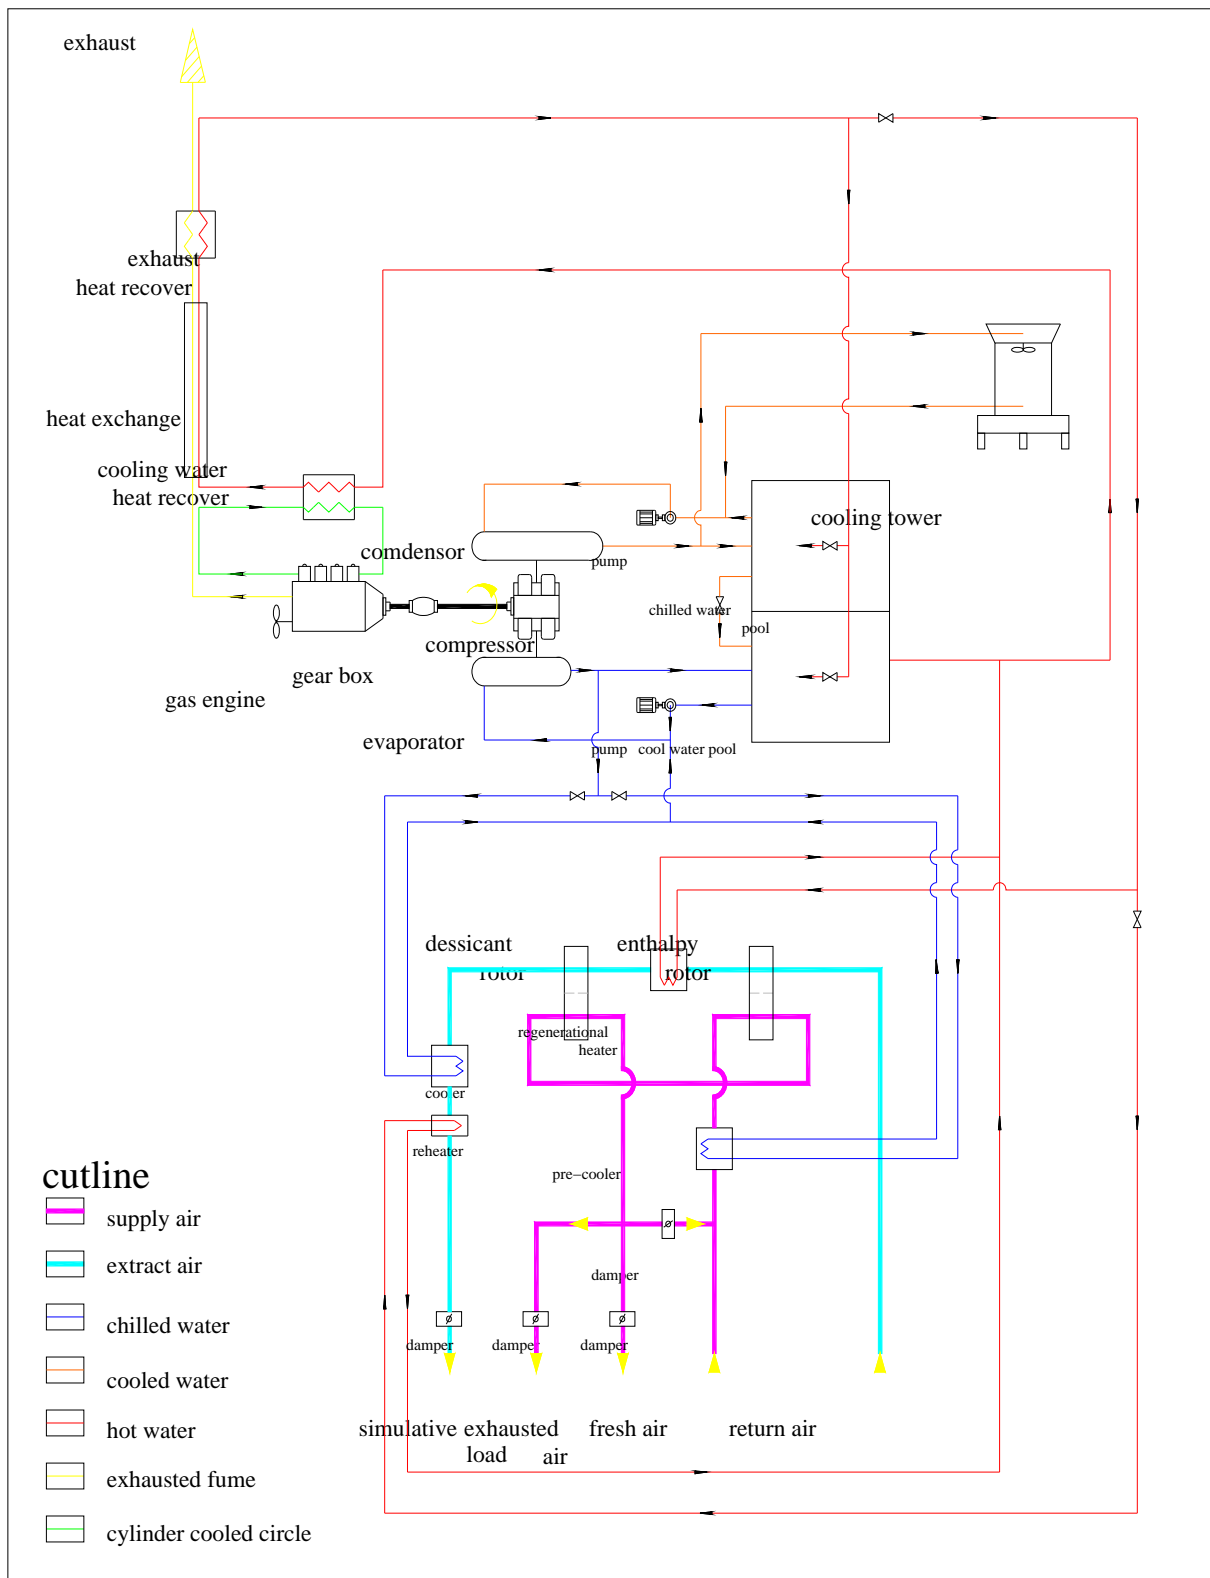 exhaust
exhaust
heat recover
heat exchange
cooling water
heat recover
cooling tower
comdensor
pump
chilled water
pool
compressor
gear box
gas engine
evaporator
pump
cool water pool
dessicant
rotor
enthalpy
rotor
regenerational
heater
cooler
reheater
pre-cooler
cutline
supply air
extract air
chilled water
cooled water
hot water
exhausted fume
cylinder cooled circle
damper
damper
damper
damper
simulative exhausted
load
air
fresh air
return air